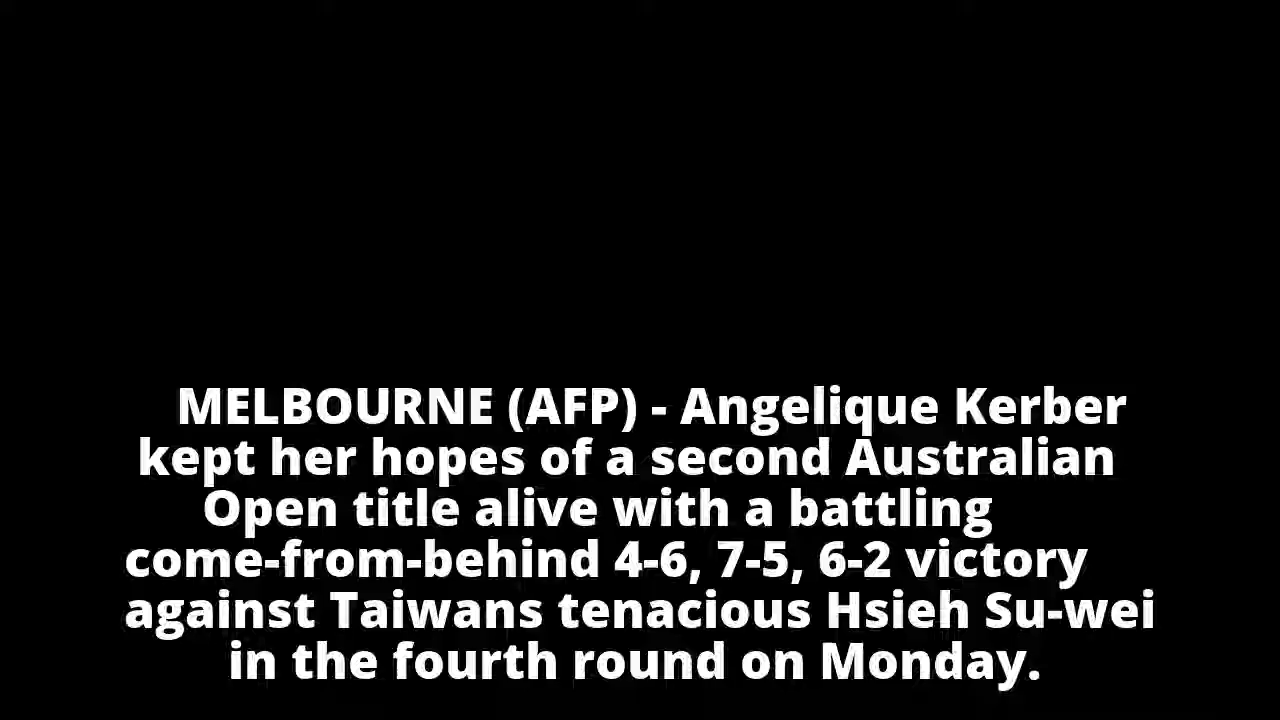 MELBOURNE (AFP) - Angelique Kerber
kept her hopes of a second Australian
Open title alive with a battling
come-from-behind 4-6, 7-5, 6-2 victory
against Taiwans tenacious Hsieh Su-wei
in the fourth round on Monday.